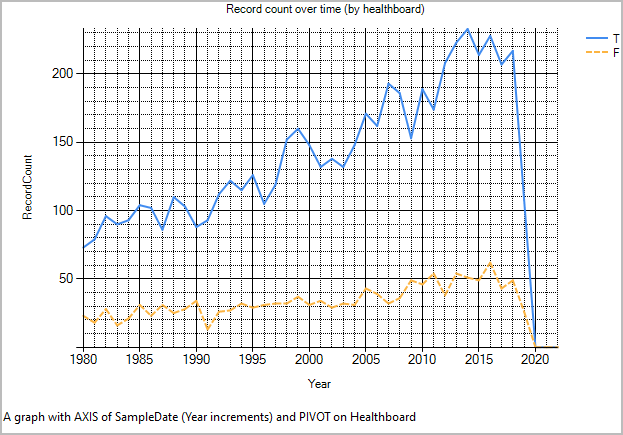 Record count over time (by healthboard)
T
F
200
150
100
50
RecordCount
1980 1985 1990 1995 2000 2005 2010 2015 2020
Year
A graph with AXIS of SampleDate (Year increments) and PIVOT on Healthboard